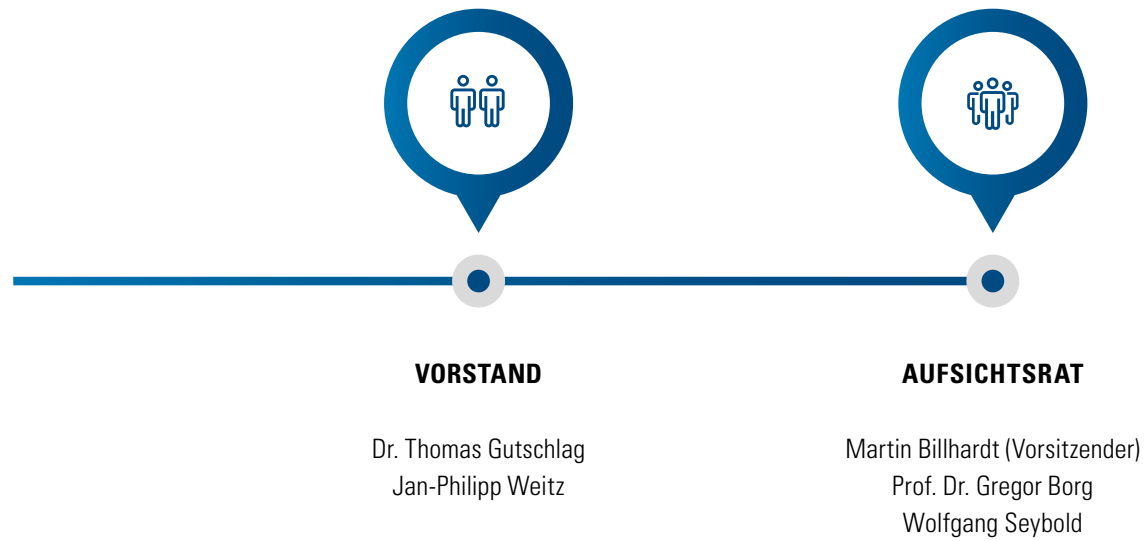 VORSTAND
Dr. Thomas Gutschlag
Jan-Philipp Weitz
AUFSICHTSRAT
Martin Billhardt (Vorsitzender)
Prof. Dr. Gregor Borg
Wolfgang Seybold